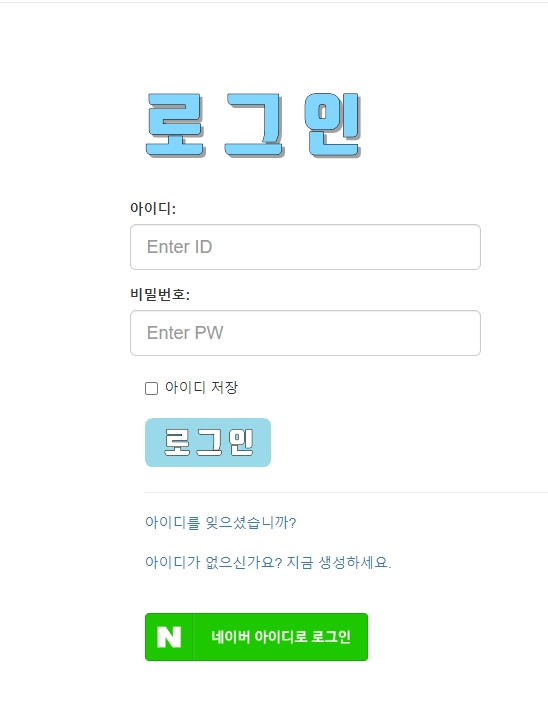 로그인
아이디:
Enter ID
비밀번호:
Enter PW
아이디 저장
로그인
아이디를 잊으셨습니까?
아이디가 없으신가요? 지금 생성하세요.
N 네이버 아이디로 로그인